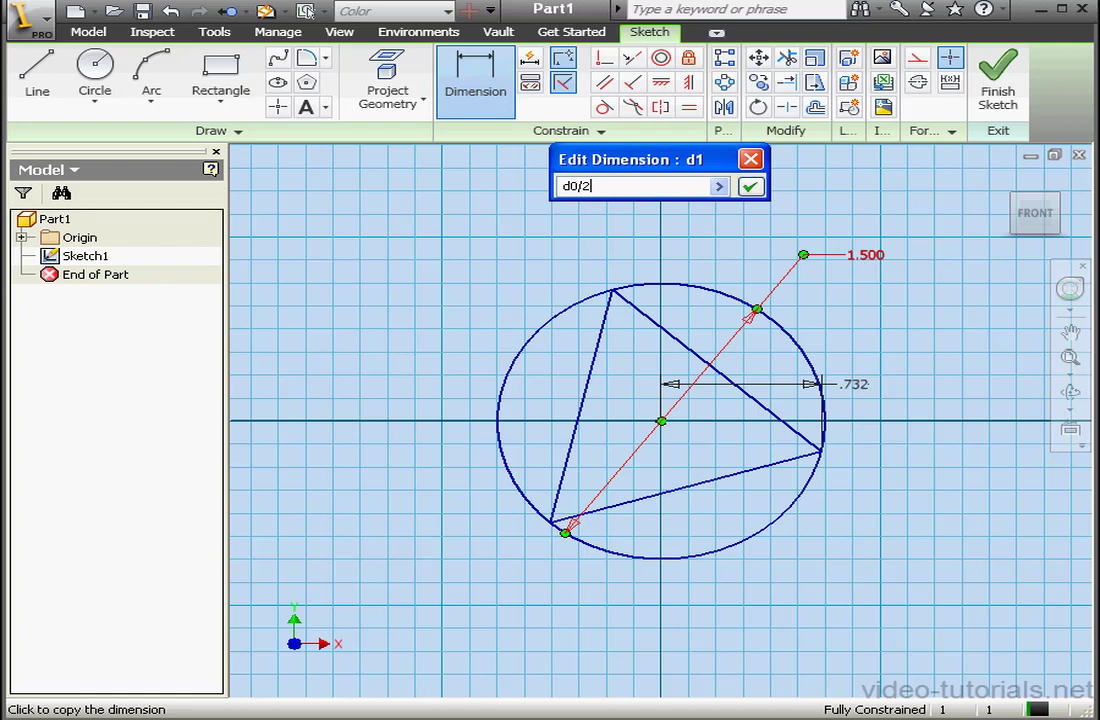 Color
Part1
Type a keyword or phrase
PRO
Model
Inspect
Tools
Manage
View
Environments
Vault
Get Started
Sketch
Line
Circle
Arc
Rectangle
A
Project
Geometry
Dimension
Finish
Sketch
Draw
Constrain
P...
Modify
L...
I...
For...
Exit
Model
Edit Dimension : d1
d0/2
Part1
Origin
Sketch1
End of Part
FRONT
1.500
.732
Y
X
video-tutorials.net
Click to copy the dimension
Fully Constrained
1
1